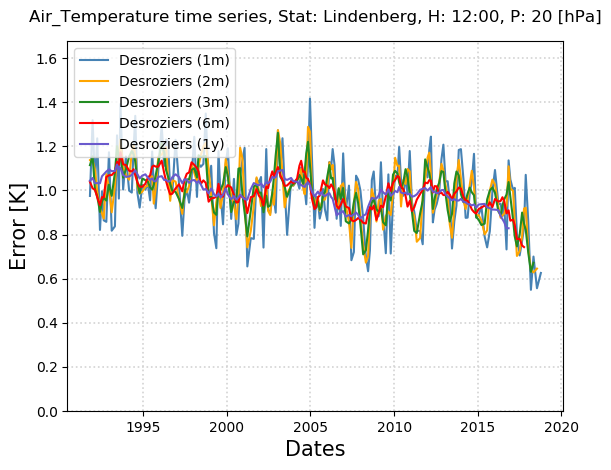 Air_Temperature time series, Stat: Lindenberg, H: 12:00, P: 20 [hPa]
Desroziers (1m)
Desroziers (2m)
Desroziers (3m)
Desroziers (6m)
Desroziers (1y)
Error [K]
1.6
1.4
1.2
1.0
0.8
0.6
0.4
0.2
0.0
1995 2000 2005 2010 2015 2020
Dates